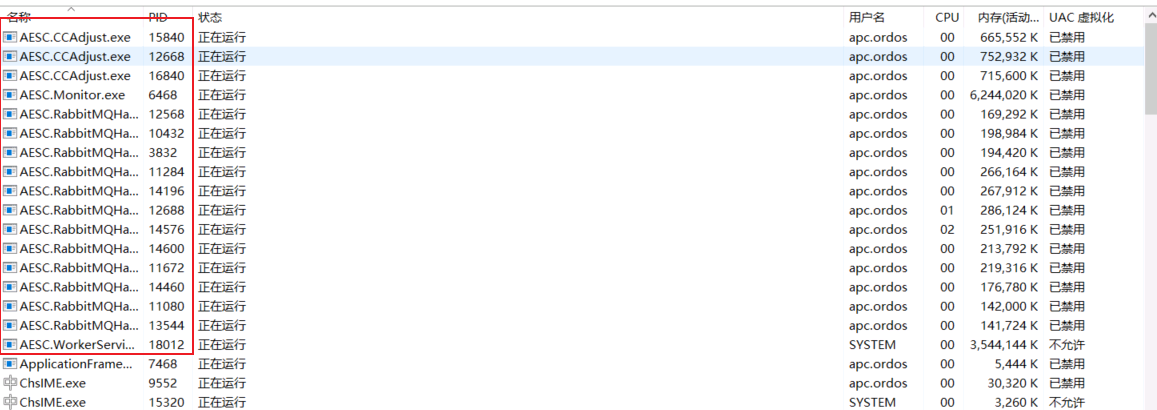 名称 PID 状态 用户名 CPU 内存(活动... UAC 虚拟化
AESC.CCAdjust.exe 15840 正在运行 apc.ordos 00 665,552 K 已禁用
AESC.CCAdjust.exe 12668 正在运行 apc.ordos 00 752,932 K 已禁用
AESC.CCAdjust.exe 16840 正在运行 apc.ordos 00 715,600 K 已禁用
AESC.Monitor.exe 6468 正在运行 apc.ordos 00 6,244,020 K 已禁用
AESC.RabbitMQHa... 12568 正在运行 apc.ordos 00 169,292 K 已禁用
AESC.RabbitMQHa... 10432 正在运行 apc.ordos 00 198,984 K 已禁用
AESC.RabbitMQHa... 3832 正在运行 apc.ordos 00 194,420 K 已禁用
AESC.RabbitMQHa... 11284 正在运行 apc.ordos 00 266,164 K 已禁用
AESC.RabbitMQHa... 14196 正在运行 apc.ordos 00 267,912 K 已禁用
AESC.RabbitMQHa... 12688 正在运行 apc.ordos 01 286,124 K 已禁用
AESC.RabbitMQHa... 14576 正在运行 apc.ordos 02 251,916 K 已禁用
AESC.RabbitMQHa... 14600 正在运行 apc.ordos 00 213,792 K 已禁用
AESC.RabbitMQHa... 11672 正在运行 apc.ordos 00 219,316 K 已禁用
AESC.RabbitMQHa... 14460 正在运行 apc.ordos 00 176,780 K 已禁用
AESC.RabbitMQHa... 11080 正在运行 apc.ordos 00 142,000 K 已禁用
AESC.RabbitMQHa... 13544 正在运行 apc.ordos 00 141,724 K 已禁用
AESC.WorkerServi... 18012 正在运行 SYSTEM 00 3,544,144 K 不允许
ApplicationFrame... 7468 正在运行 apc.ordos 00 5,444 K 已禁用
ChsIME.exe 9552 正在运行 apc.ordos 00 30,320 K 已禁用
ChsIME.exe 15320 正在运行 SYSTEM 00 3,260 K 不允许